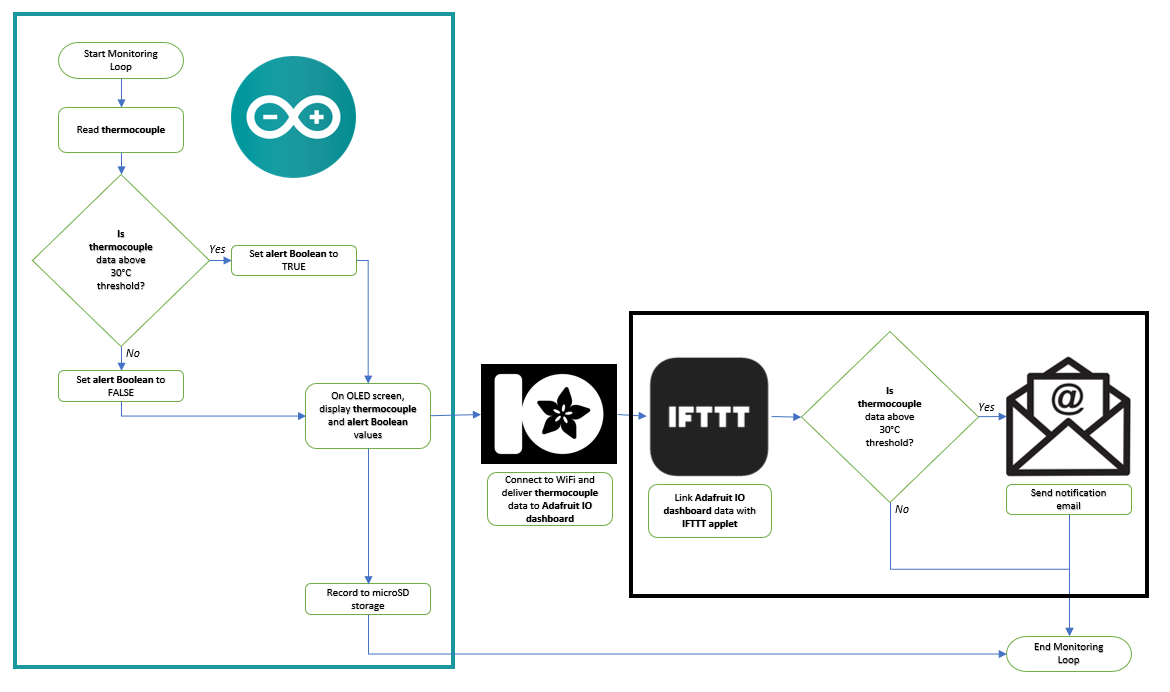 Start Monitoring
Loop
Read thermocouple
Is
thermocouple
data above
30°C
threshold?
Yes
Set alert Boolean to
TRUE
No
Set alert Boolean to
FALSE
On OLED screen,
display thermocouple
and alert Boolean
values
Record to microSD
storage
IO
Connect to WiFi and
deliver thermocouple
data to Adafruit IO
dashboard
IFTTT
Link Adafruit IO
dashboard data with
IFTTT applet
Is
thermocouple
data above
30°C
threshold?
Yes
No
@
Send notification
email
End Monitoring
Loop